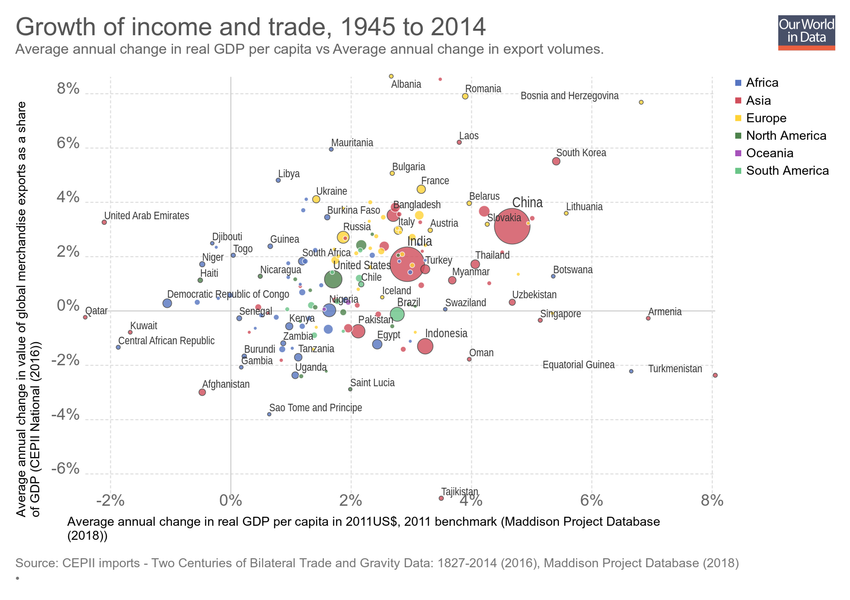 Growth of income and trade, 1945 to 2014
Average annual change in real GDP per capita vs Average annual change in export volumes.
Our World
in Data
Average annual change in value of global merchandise exports as a share
of GDP (CEPII National (2016))
8%
6%
4%
2%
0%
-2%
-4%
-6%
Albania
Romania
Bosnia and Herzegovina
Mauritania
Laos
South Korea
Libya
Bulgaria
France
Ukraine
Belarus
Bangladesh
China
Lithuania
United Arab Emirates
Burkina Faso
Slovakia
Italy
Austria
Russia
India
Djibouti
Guinea
Togo
South Africa
Turkey
Thailand
Niger
United States
Haiti
Nicaragua
Chile
Myanmar
Botswana
Democratic Republic of Congo
Iceland
Nigeria
Brazil
Swaziland
Uzbekistan
Qatar
Senegal
Kenya
Pakistan
Singapore
Armenia
Kuwait
Central African Republic
Zambia
Egypt
Indonesia
Burundi
Tanzania
Oman
Gambia
Uganda
Equatorial Guinea
Turkmenistan
Afghanistan
Saint Lucia
Sao Tome and Principe
Tajikistan
-2%
0%
2%
4%
6%
8%
Average annual change in real GDP per capita in 2011US$, 2011 benchmark (Maddison Project Database
(2018))
Africa
Asia
Europe
North America
Oceania
South America
Source: CEPII imports - Two Centuries of Bilateral Trade and Gravity Data: 1827-2014 (2016), Maddison Project Database (2018)
•